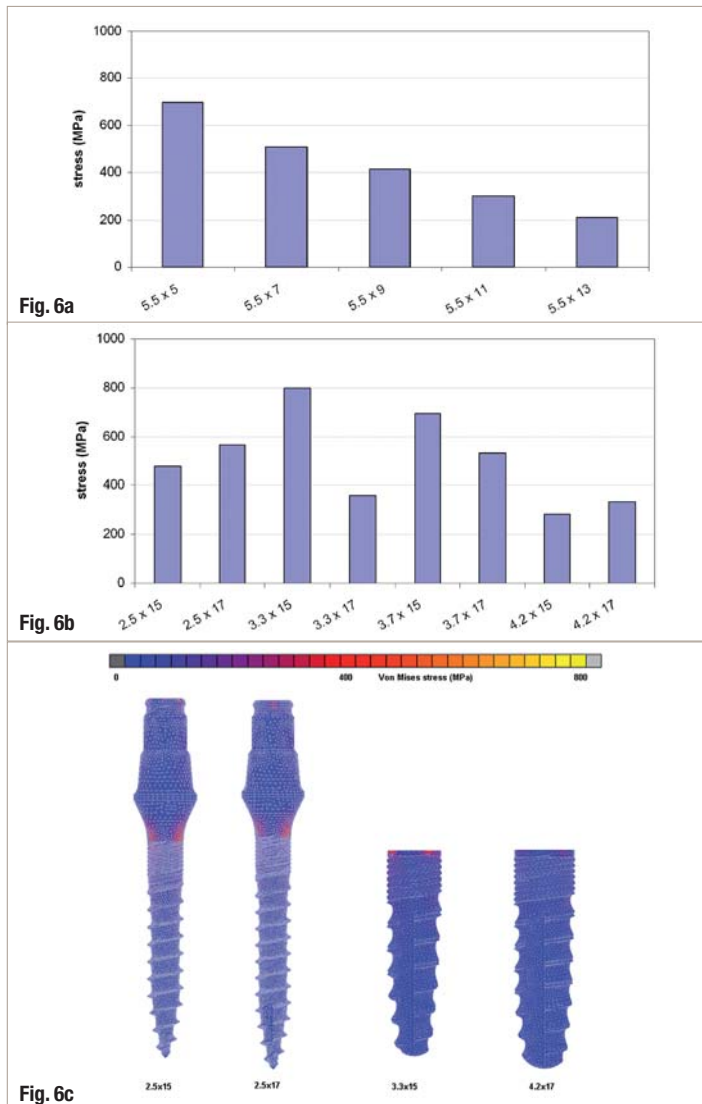 1000
800
600
400
200
0
stress (MPa)
5.5 x 5
5.5 x 7
5.5 x 9
5.5 x 11
5.5 x 13
Fig. 6a
1000
800
600
400
200
0
stress (MPa)
2.5 x 15
2.5 x 17
3.3 x 15
3.3 x 17
3.7 x 15
3.7 x 17
4.2 x 15
4.2 x 17
Fig. 6b
0 400 Von Mises stress (MPa) 800
2.5x15 2.5x17 3.3x15 4.2x17
Fig. 6c